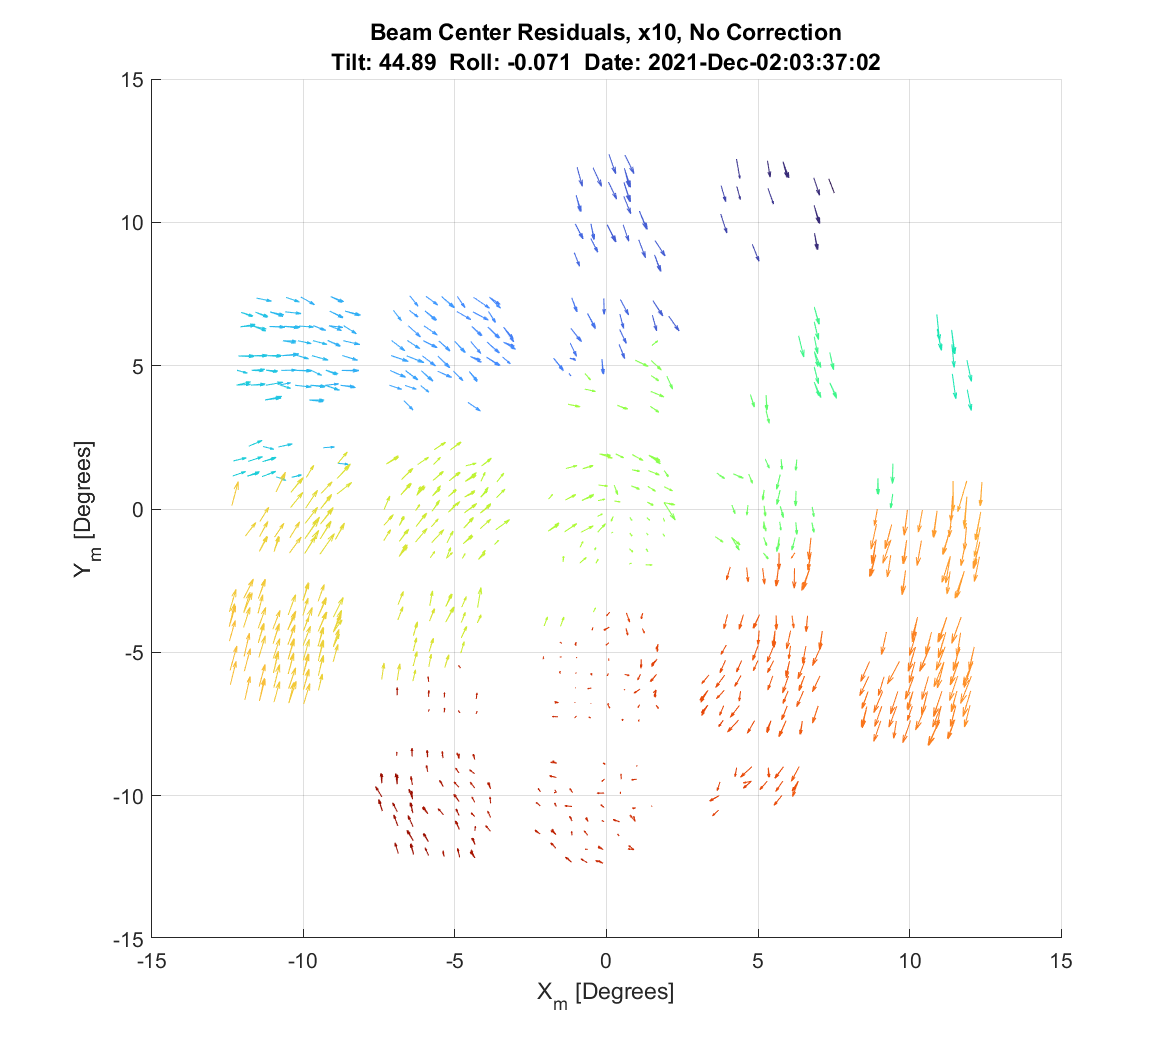 Beam Center Residuals, x10, No Correction
Tilt: 44.89 Roll: -0.071 Date: 2021-Dec-02:03:37:02
15
10
5
0
-5
-10
-15
Y_m [Degrees]
-15 -10 -5 0 5 10 15
X_m [Degrees]